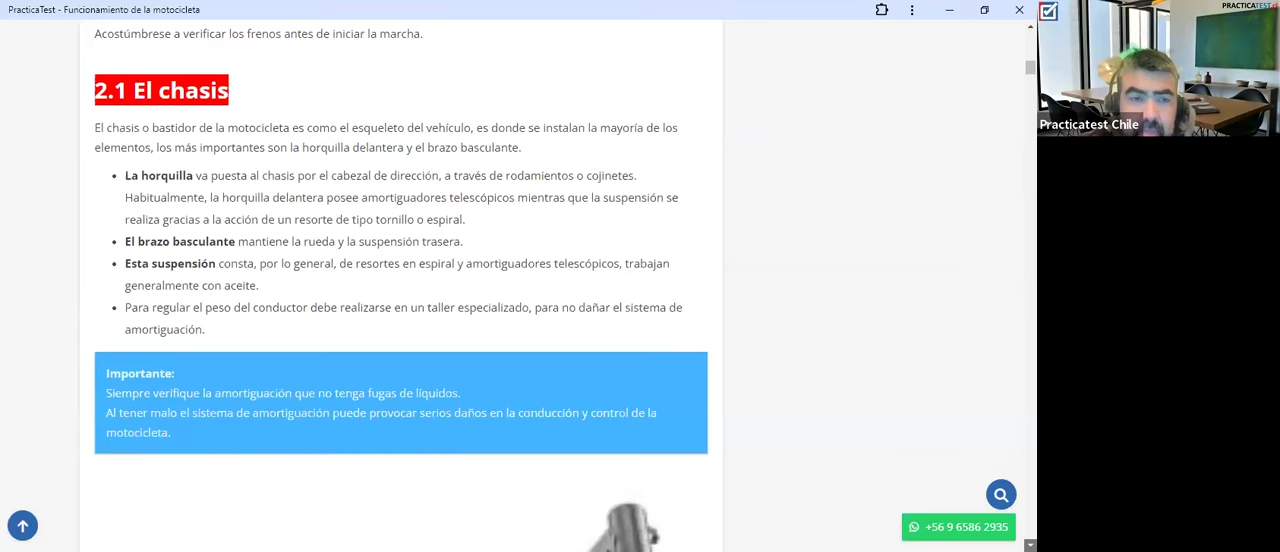 PracticaTest - Funcionamiento de la motocicleta
Acostúmbrese a verificar los frenos antes de iniciar la marcha.
2.1 El chasis
El chasis o bastidor de la motocicleta es como el esqueleto del vehículo, es donde se instalan la mayoría de los
elementos, los más importantes son la horquilla delantera y el brazo basculante.
La horquilla va puesta al chasis por el cabezal de dirección, a través de rodamientos o cojinetes.
Habitualmente, la horquilla delantera posee amortiguadores telescópicos mientras que la suspensión se
realiza gracias a la acción de un resorte de tipo tornillo o espiral.
El brazo basculante mantiene la rueda y la suspensión trasera.
Esta suspensión consta, por lo general, de resortes en espiral y amortiguadores telescópicos, trabajan
generalmente con aceite.
Para regular el peso del conductor debe realizarse en un taller especializado, para no dañar el sistema de
amortiguación.
Importante:
Siempre verifique la amortiguación que no tenga fugas de líquidos.
Al tener malo el sistema de amortiguación puede provocar serios daños en la conducción y control de la
motocicleta.
+56 9 6586 2935
PRACTICATEST
Practicatest Chile